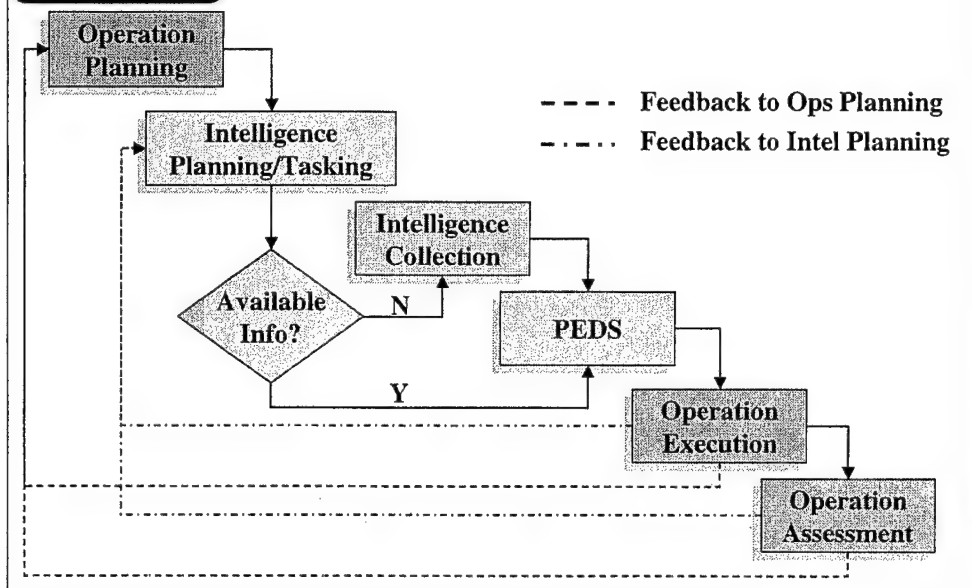 Operation
Planning
Feedback to Ops Planning
Feedback to Intel Planning
Intelligence
Planning/Tasking
Intelligence
Collection
Available
Info?
N
PEDS
Y
Operation
Execution
Operation
Assessment